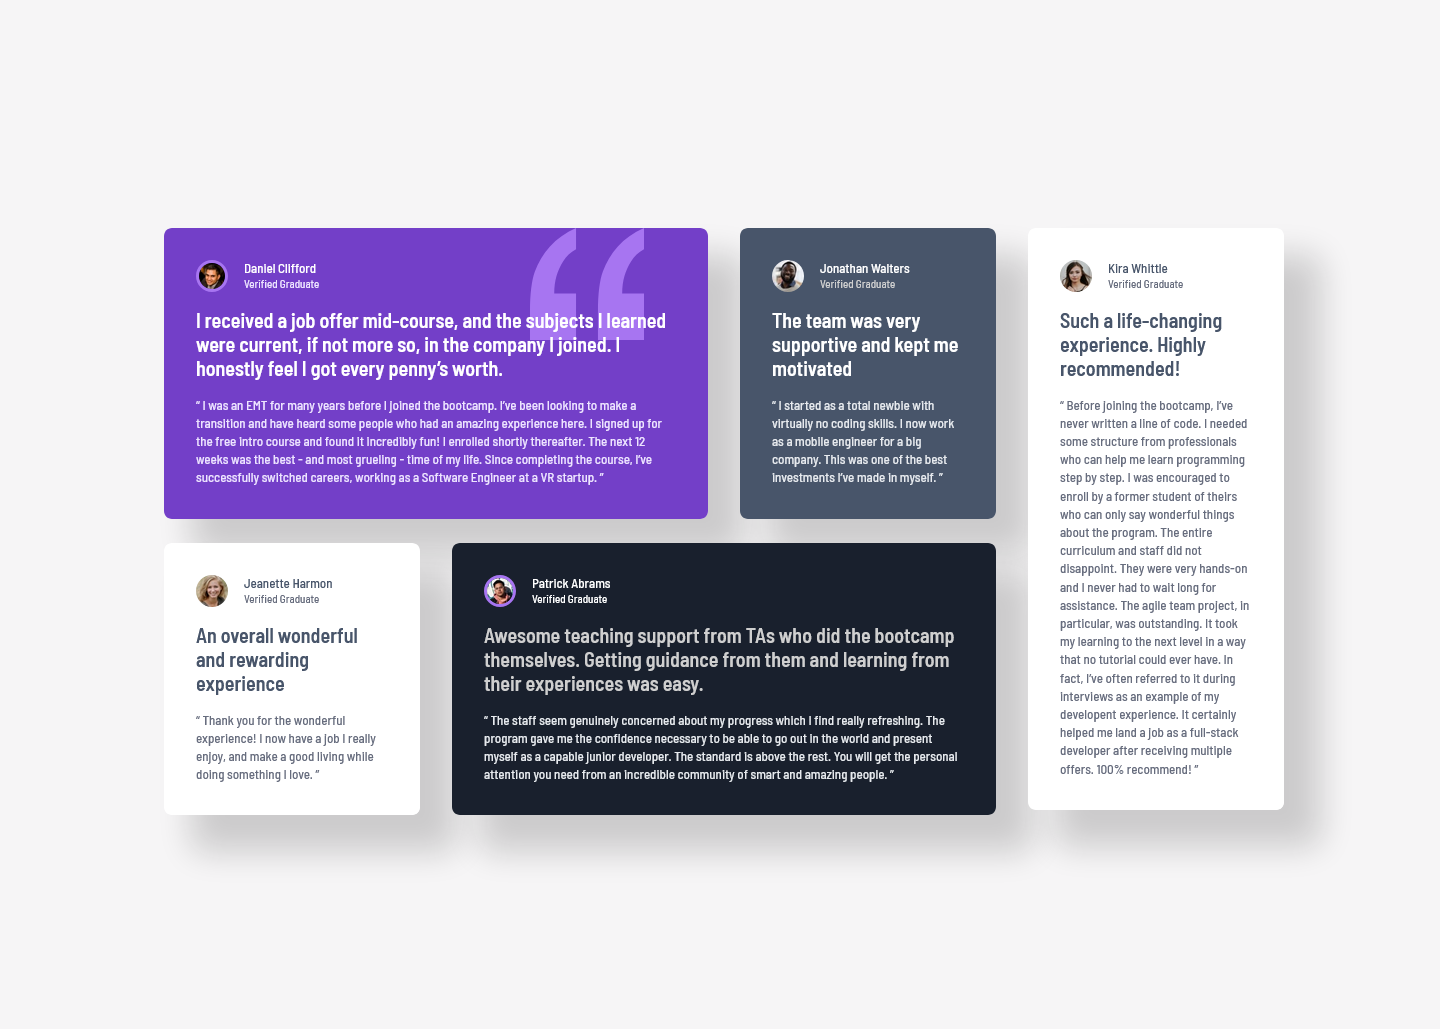 Daniel Clifford
Verified Graduate
I received a job offer mid-course, and the subjects I learned
were current, if not more so, in the company I joined. I
honestly feel I got every penny’s worth.
“ I was an EMT for many years before I joined the bootcamp. I’ve been looking to make a
transition and have heard some people who had an amazing experience here. I signed up for
the free intro course and found it incredibly fun! I enrolled shortly thereafter. The next 12
weeks was the best - and most grueling - time of my life. Since completing the course, I’ve
successfully switched careers, working as a Software Engineer at a VR startup. ”
Jonathan Walters
Verified Graduate
The team was very
supportive and kept me
motivated
“ I started as a total newbie with
virtually no coding skills. I now work
as a mobile engineer for a big
company. This was one of the best
investments I’ve made in myself. ”
Kira Whittle
Verified Graduate
Such a life-changing
experience. Highly
recommended!
“ Before joining the bootcamp, I’ve
never written a line of code. I needed
some structure from professionals
who can help me learn programming
step by step. I was encouraged to
enroll by a former student of theirs
who can only say wonderful things
about the program. The entire
curriculum and staff did not
disappoint. They were very hands-on
and I never had to wait long for
assistance. The agile team project, in
particular, was outstanding. It took
my learning to the next level in a way
that no tutorial could ever have. In
fact, I’ve often referred to it during
interviews as an example of my
developent experience. It certainly
helped me land a job as a full-stack
developer after receiving multiple
offers. 100% recommend! ”
Jeanette Harmon
Verified Graduate
An overall wonderful
and rewarding
experience
“ Thank you for the wonderful
experience! I now have a job I really
enjoy, and make a good living while
doing something I love. ”
Patrick Abrams
Verified Graduate
Awesome teaching support from TAs who did the bootcamp
themselves. Getting guidance from them and learning from
their experiences was easy.
“ The staff seem genuinely concerned about my progress which I find really refreshing. The
program gave me the confidence necessary to be able to go out in the world and present
myself as a capable junior developer. The standard is above the rest. You will get the personal
attention you need from an incredible community of smart and amazing people. ”